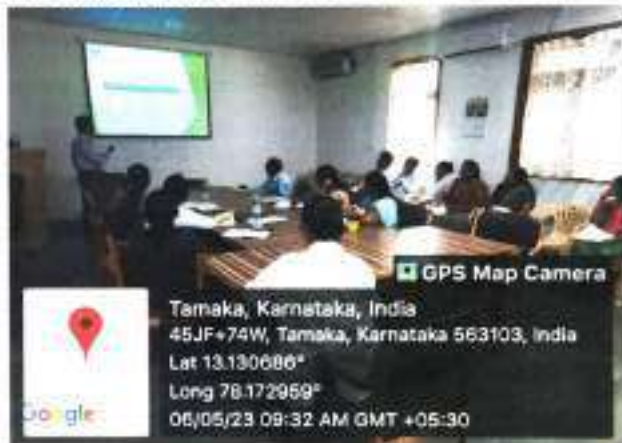 GPS Map Camera
Tamaka, Karnataka, India
45JF+74W, Tamaka, Karnataka 563103, India
Lat 13.130686°
Long 78.172959°
06/05/23 09:32 AM GMT +05:30
Google